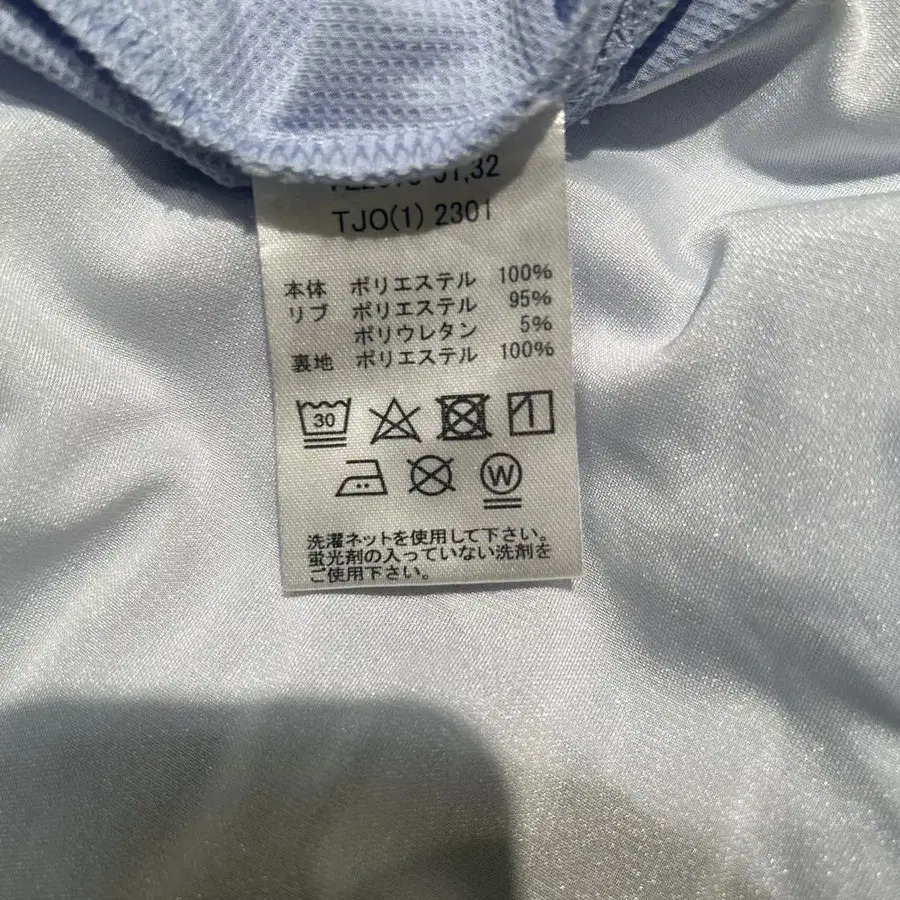 TJO(1) 2301
本体 ポリエステル 100%
リブ ポリエステル 95%
ポリウレタン 5%
裏地 ポリエステル 100%
30
W
洗濯ネットを使用して下さい。
蛍光剤の入っていない洗剤を
ご使用下さい。